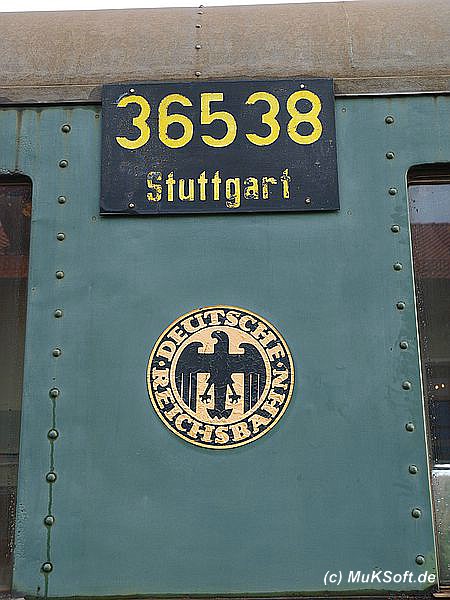 36538
Stuttgart
DEUTSCHE
REICHSBAHN
(c) MuKSoft.de